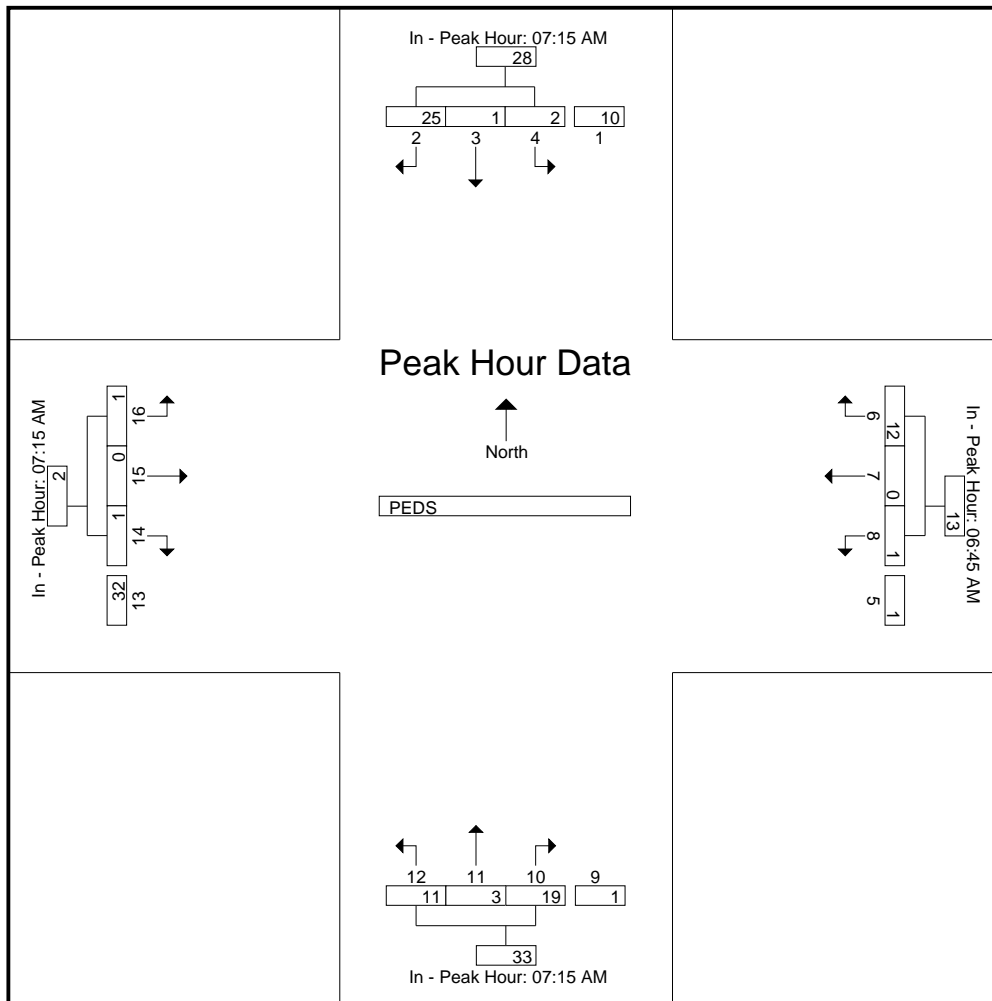 In - Peak Hour: 07:15 AM
28
25 1 2 10
2 3 4 1
Peak Hour Data
North
PEDS
In - Peak Hour: 07:15 AM
2
1 0 1 32
16 15 14 13
In - Peak Hour: 06:45 AM
13
12 0 1 1
6 7 8 5
12 11 10 9
11 3 19 1
33
In - Peak Hour: 07:15 AM